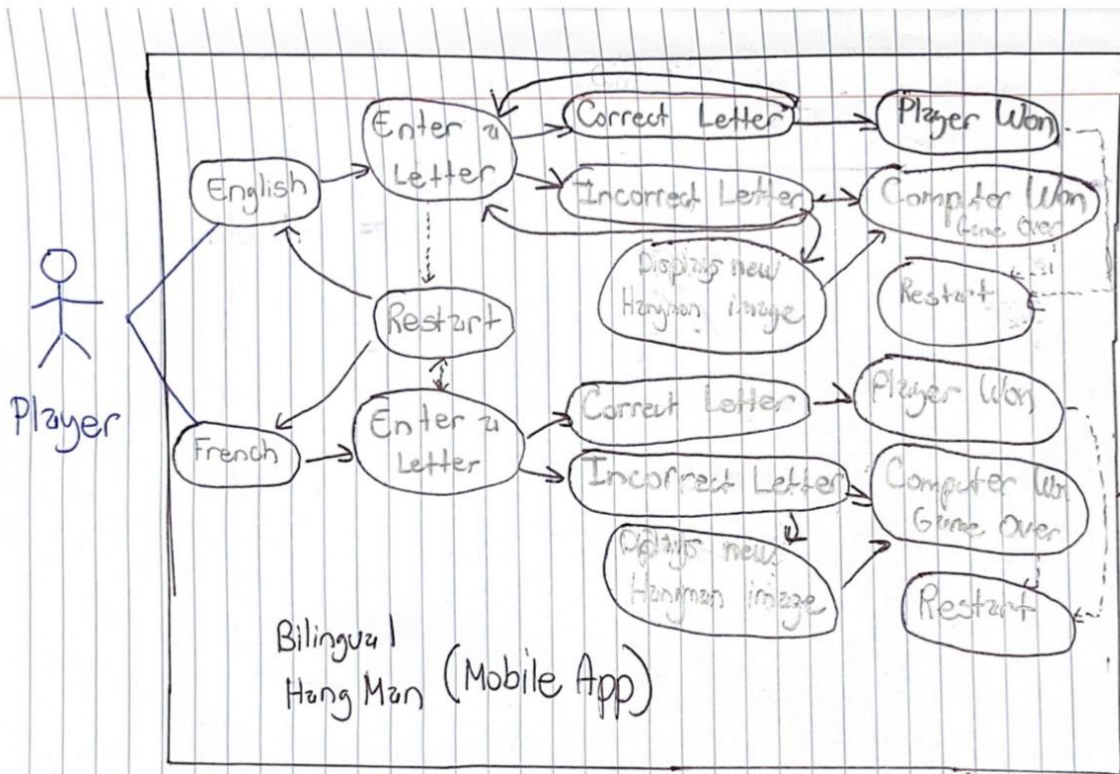 Player
English
Enter a
Letter
Correct Letter
Player Won
Incorrect Letter
Computer Won
Game Over
Displays new
Hangman image
Restart
Restart
French
Enter a
Letter
Correct Letter
Player Won
Incorrect Letter
Computer Won
Game Over
Displays new
Hangman image
Restart
Bilingual
Hang Man (Mobile App)